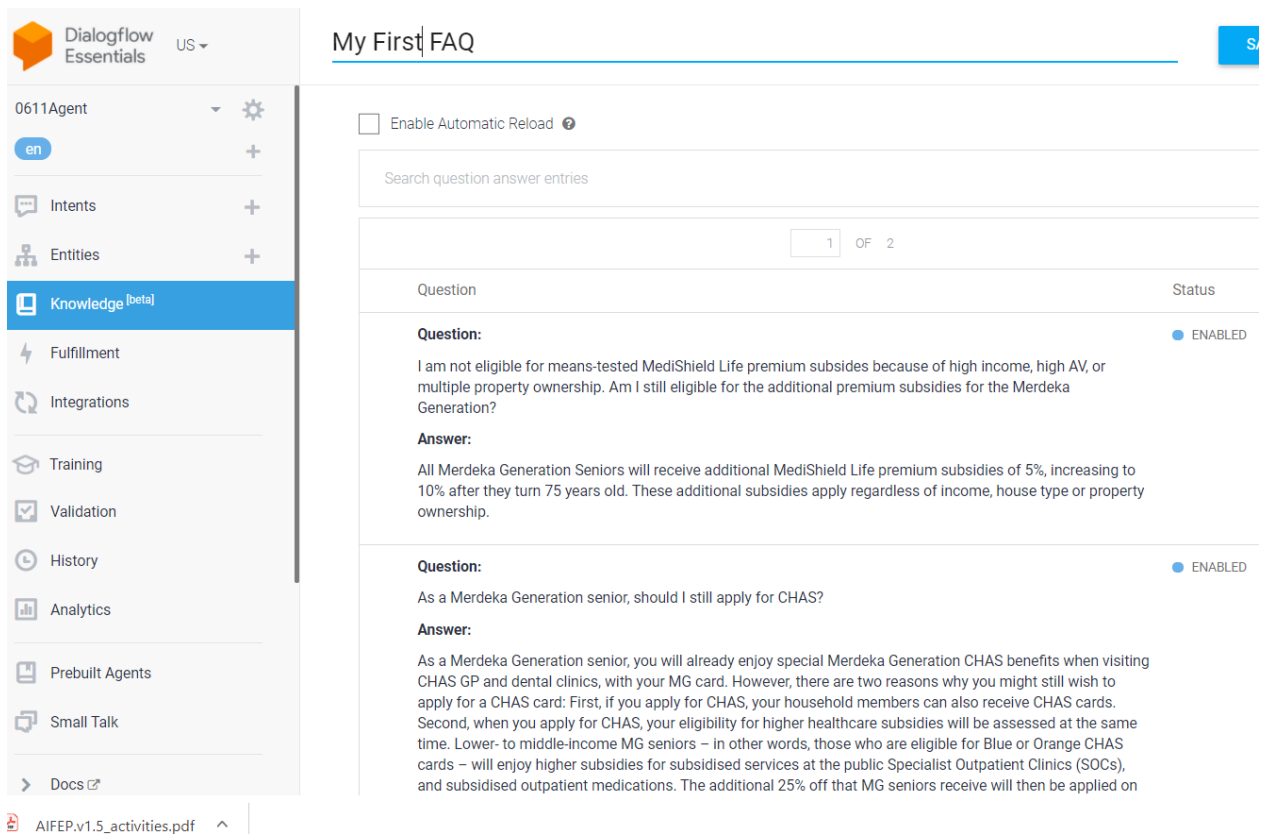 Dialogflow
Essentials
US
My First FAQ
0611Agent
en
Enable Automatic Reload
Search question answer entries
Intents
Entities
Knowledge [beta]
Fulfillment
Integrations
Training
Validation
History
Analytics
Prebuilt Agents
Small Talk
Docs
1 OF 2
Question Status
Question: ENABLED
I am not eligible for means-tested MediShield Life premium subsides because of high income, high AV, or
multiple property ownership. Am I still eligible for the additional premium subsidies for the Merdeka
Generation?
Answer:
All Merdeka Generation Seniors will receive additional MediShield Life premium subsidies of 5%, increasing to
10% after they turn 75 years old. These additional subsidies apply regardless of income, house type or property
ownership.
Question: ENABLED
As a Merdeka Generation senior, should I still apply for CHAS?
Answer:
As a Merdeka Generation senior, you will already enjoy special Merdeka Generation CHAS benefits when visiting
CHAS GP and dental clinics, with your MG card. However, there are two reasons why you might still wish to
apply for a CHAS card: First, if you apply for CHAS, your household members can also receive CHAS cards.
Second, when you apply for CHAS, your eligibility for higher healthcare subsidies will be assessed at the same
time. Lower- to middle-income MG seniors – in other words, those who are eligible for Blue or Orange CHAS
cards – will enjoy higher subsidies for subsidised services at the public Specialist Outpatient Clinics (SOCs),
and subsidised outpatient medications. The additional 25% off that MG seniors receive will then be applied on
AIFEP.v1.5_activities.pdf